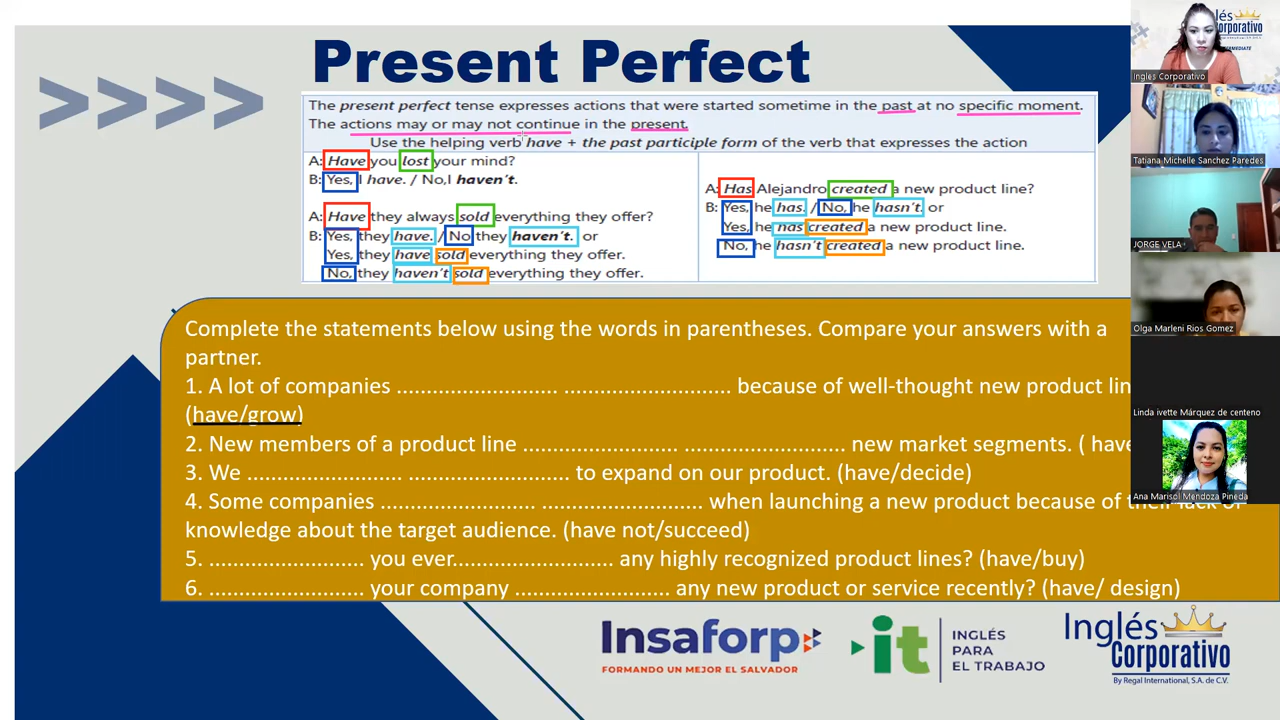 Present Perfect
The present perfect tense expresses actions that were started sometime in the past at no specific moment.
The actions may or may not continue in the present.
Use the helping verb have + the past participle form of the verb that expresses the action
A: Have you lost your mind?
B: Yes, I have. / No,I haven't.
A: Have they always sold everything they offer?
B: Yes, they have. / No they haven't. or
Yes, they have sold everything they offer.
No, they haven't sold everything they offer.
A: Has Alejandro created a new product line?
B: Yes, he has. / No, he hasn't. or
Yes, he has created a new product line.
No, he hasn't created a new product line.
Complete the statements below using the words in parentheses. Compare your answers with a
partner.
1. A lot of companies ............................ ............................. because of well-thought new product lin
(have/grow)
2. New members of a product line ............................ ............................ new market segments. ( have
3. We ........................... ............................ to expand on our product. (have/decide)
4. Some companies ........................... ............................ when launching a new product because of
knowledge about the target audience. (have not/succeed)
5. ........................... you ever............................ any highly recognized product lines? (have/buy)
6. ........................... your company ........................... any new product or service recently? (have/ design)
Insaforp
FORMANDO UN MEJOR EL SALVADOR
it
INGLÉS
PARA
EL TRABAJO
Inglés
Corporativo
By Regal International, S.A. de C.V.
Inglés
Corporativo
Ingles Corporativo
Tatiana Michelle Sanchez Paredes
JORGE VELA
Olga Marleni Rios Gomez
Linda ivette Márquez de centeno
Ana Marisol Mendoza Pineda